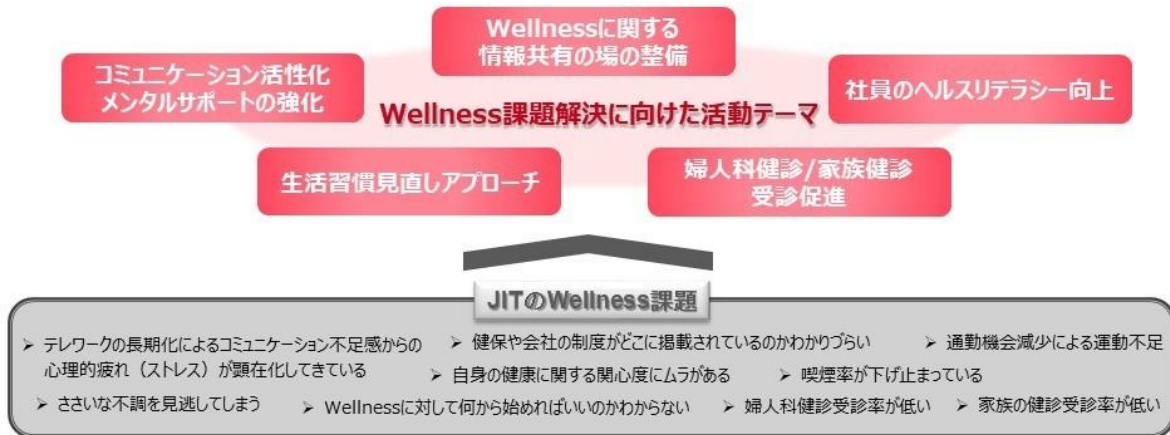 Wellnessに関する
情報共有の場の整備
コミュニケーション活性化
メンタルサポートの強化
社員のヘルスリテラシー向上
Wellness課題解決に向けた活動テーマ
生活習慣見直しアプローチ
婦人科健診/家族健診
受診促進
JITのWellness課題
➢ テレワークの長期化によるコミュニケーション不足感からの
心理的疲れ（ストレス）が顕在化してきている
➢ 健保や会社の制度がどこに掲載されているのかわかりづらい
➢ 通勤機会減少による運動不足
➢ 自身の健康に関する関心度にムラがある
➢ 喫煙率が下げ止まっている
➢ ささいな不調を見逃してしまう
➢ Wellnessに対して何から始めればいいのかわからない
➢ 婦人科健診受診率が低い
➢ 家族の健診受診率が低い